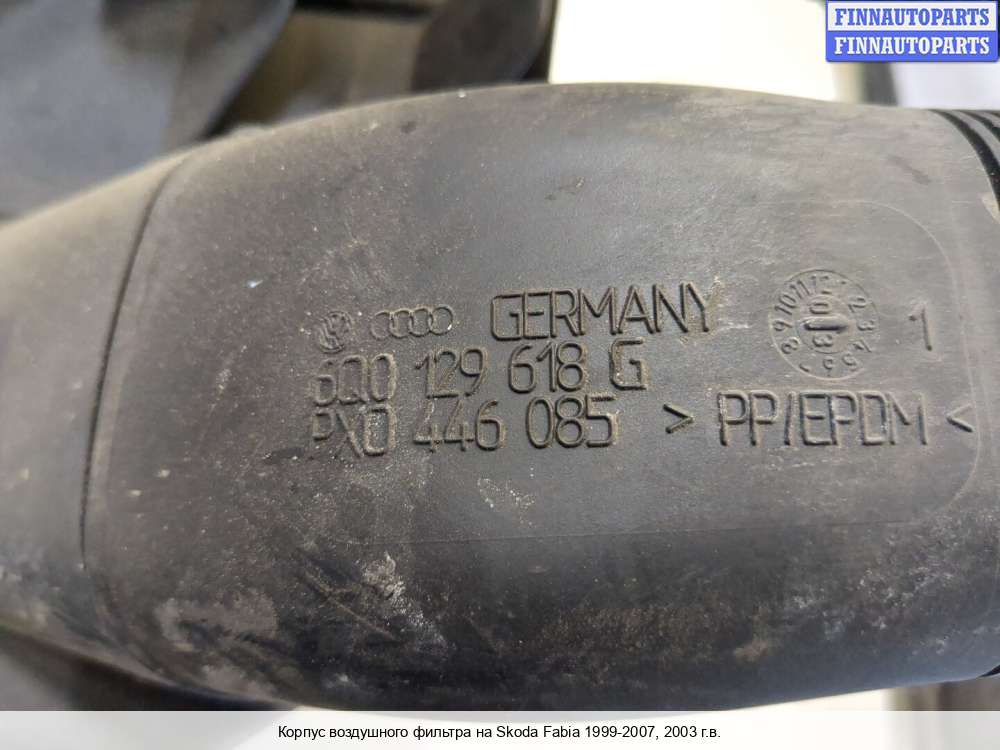 FINNAUTOPARTS
FINNAUTOPARTS
GERMANY
6Q0 129 618 G
PX0 446 085 > PP/EPDM <
1
Корпус воздушного фильтра на Skoda Fabia 1999-2007, 2003 г.в.